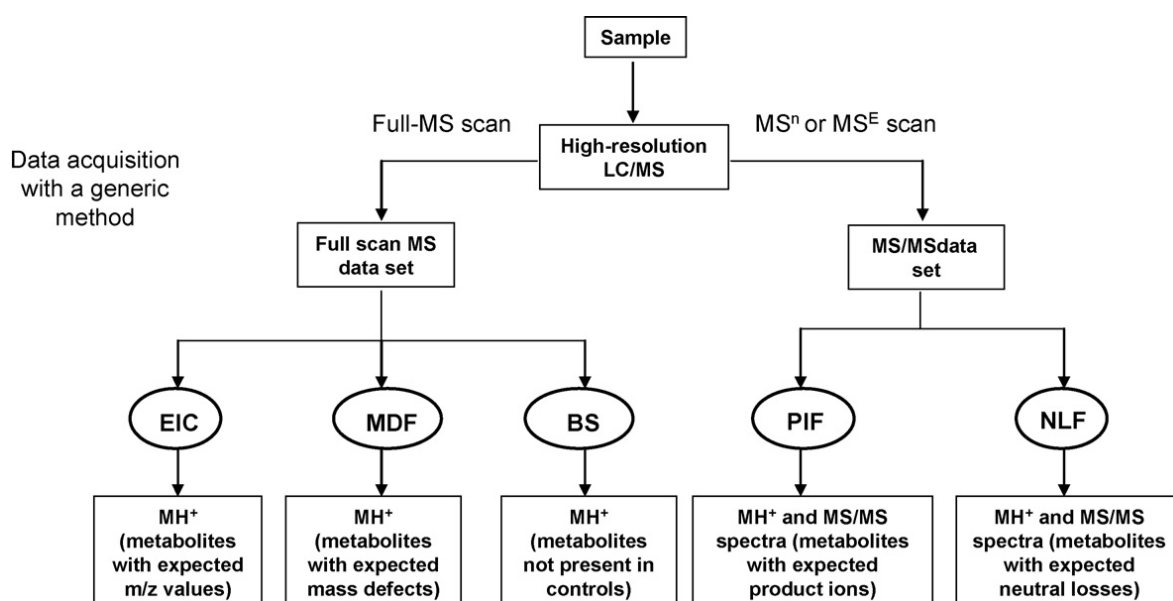 Sample
Full-MS scan
MSⁿ or MSᴱ scan
High-resolution
LC/MS
Data acquisition
with a generic
method
Full scan MS
data set
MS/MSdata
set
EIC
MDF
BS
PIF
NLF
MH⁺
(metabolites
with expected
m/z values)
MH⁺
(metabolites
with expected
mass defects)
MH⁺
(metabolites
not present in
controls)
MH⁺ and MS/MS
spectra (metabolites
with expected
product ions)
MH⁺ and MS/MS
spectra (metabolites
with expected
neutral losses)